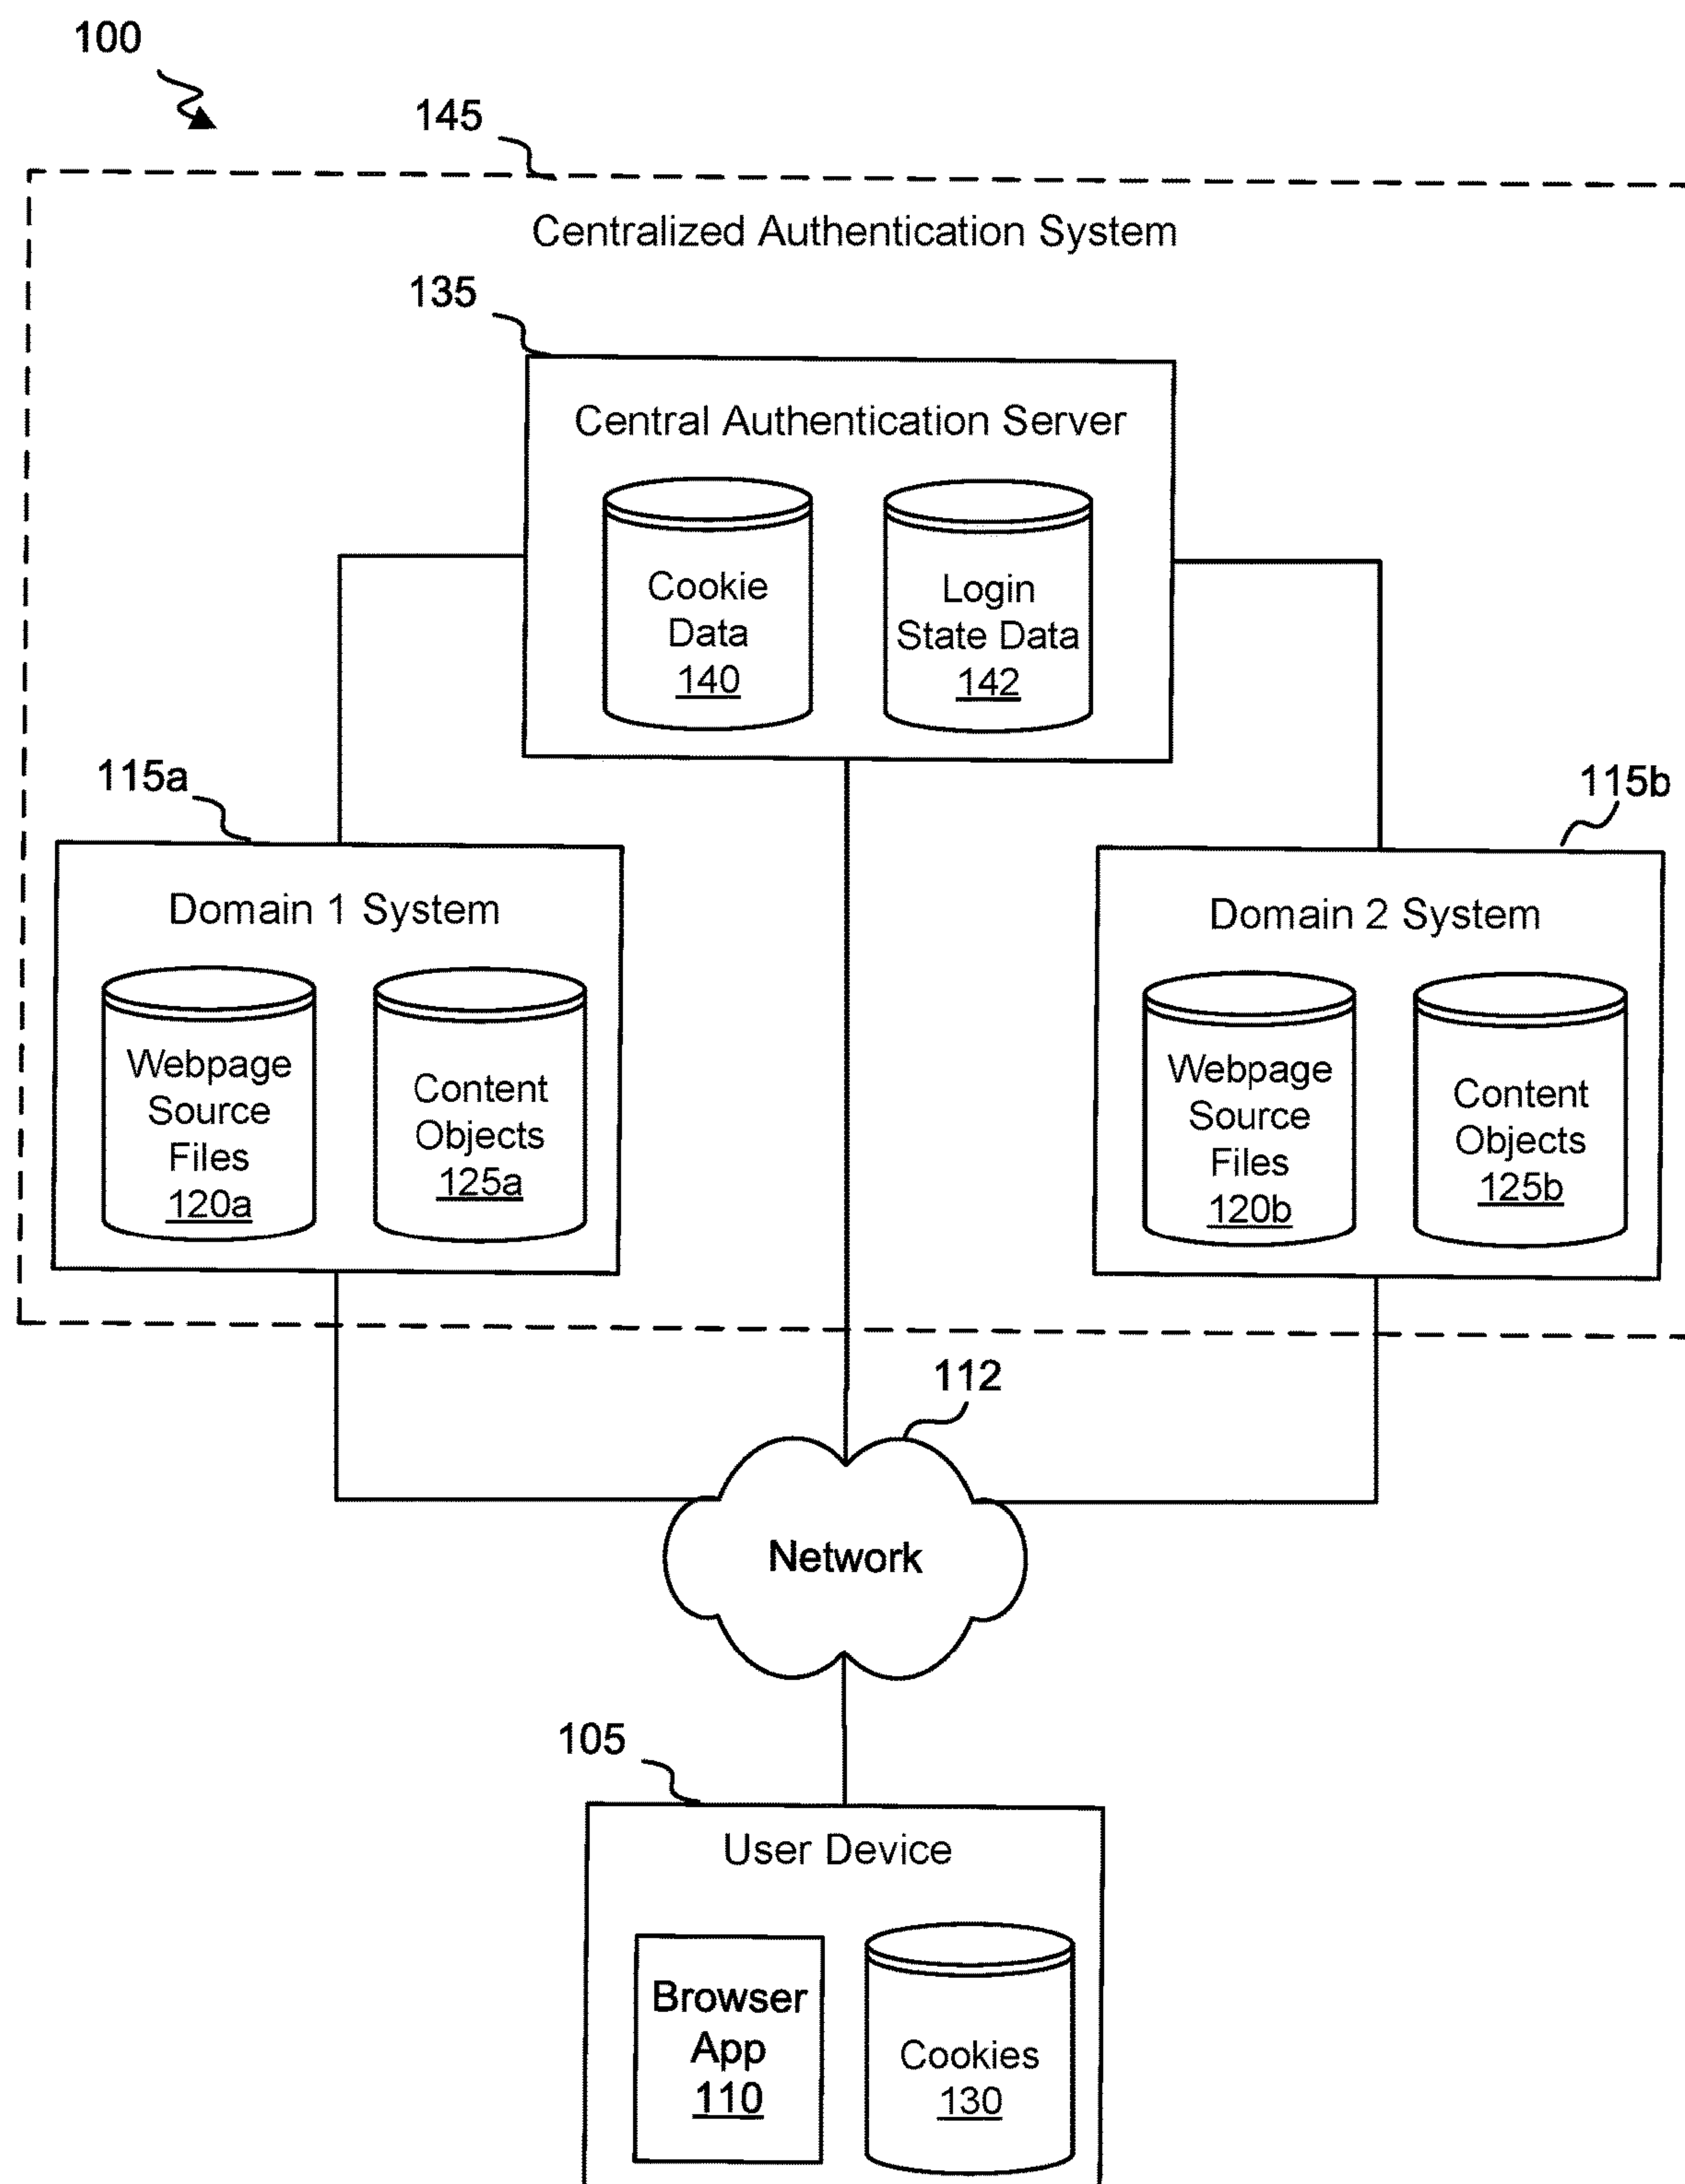 100
145
Centralized Authentication System
135
Central Authentication Server
Cookie
Data
140
Login
State Data
142
115a
115b
Domain 1 System
Webpage
Source
Files
120a
Content
Objects
125a
Domain 2 System
Webpage
Source
Files
120b
Content
Objects
125b
112
Network
105
User Device
Browser
App
110
Cookies
130